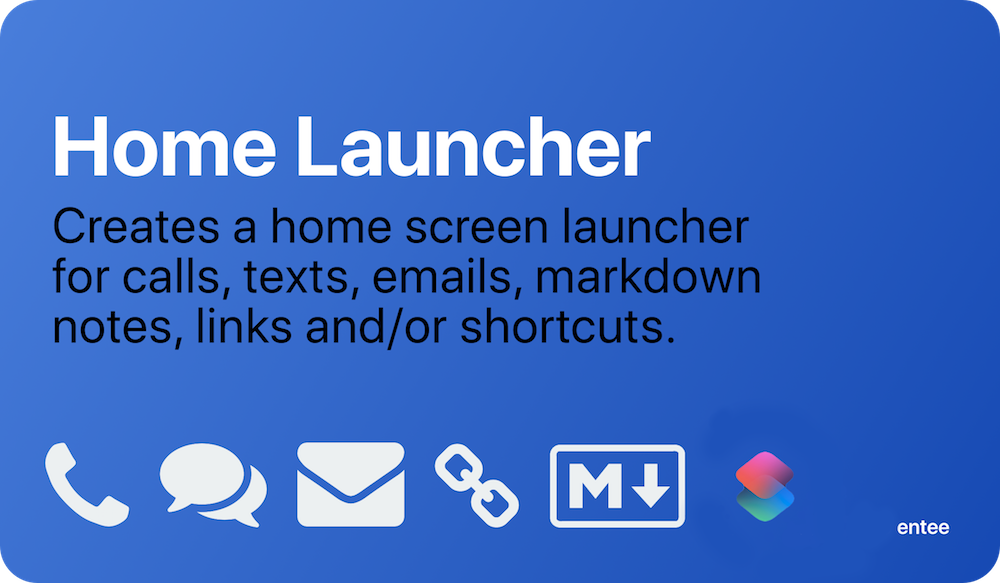 Home Launcher
Creates a home screen launcher
for calls, texts, emails, markdown
notes, links and/or shortcuts.
M
entee